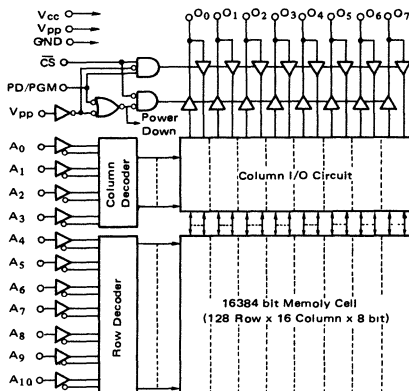 Vcc
Vpp
GND
O0 O1 O2 O3 O4 O5 O6 O7
CS
PD/PGM
Vpp
Power
Down
A0
A1
A2
A3
A4
A5
A6
A7
A8
A9
A10
Column
Decoder
Row Decoder
Column I/O Circuit
16384 bit Memoly Cell
(128 Row x 16 Column x 8 bit)